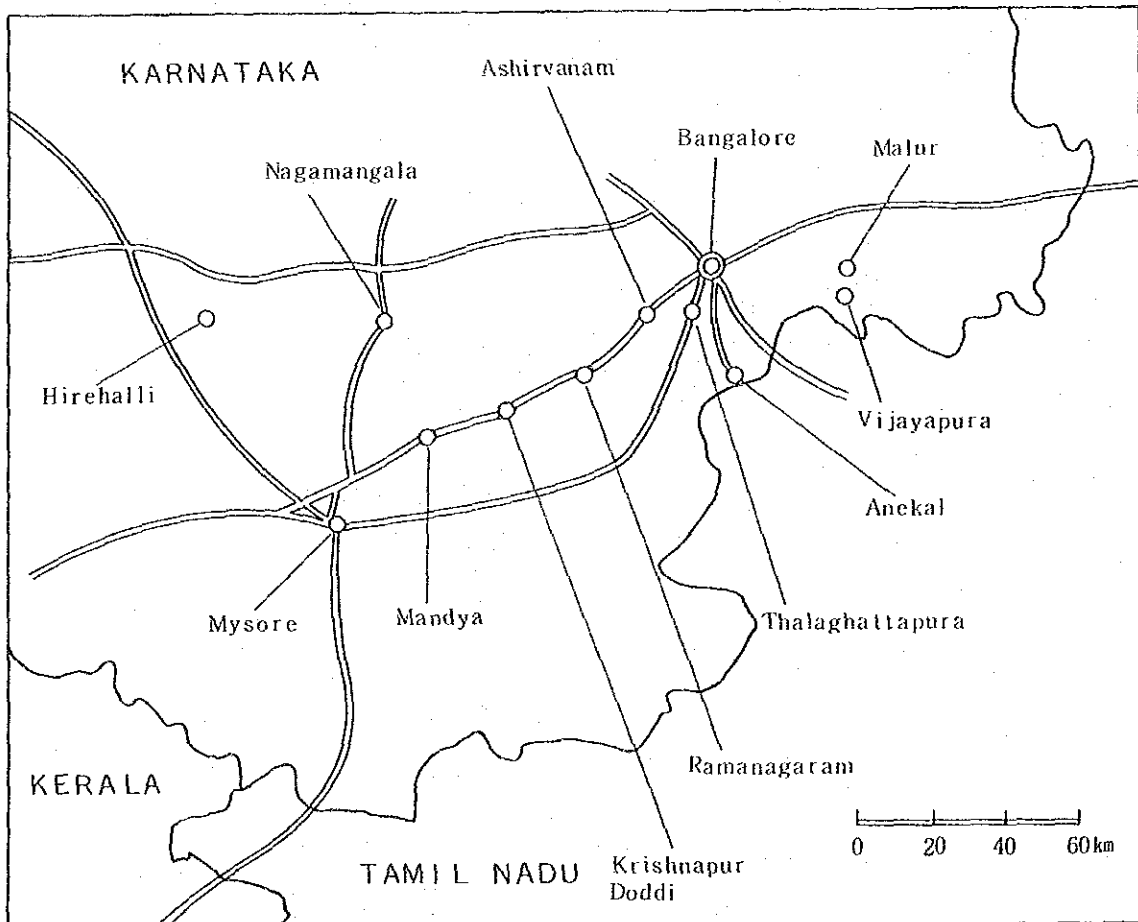 KARNATAKA
Ashirvanam
Bangalore
Malur
Nagamangala
Hirehalli
Vijayapura
Anekal
Mysore
Mandya
Thalaghattapura
Ramanagaram
KERALA
TAMIL NADU
Krishnapur
Doddi
0 20 40 60km